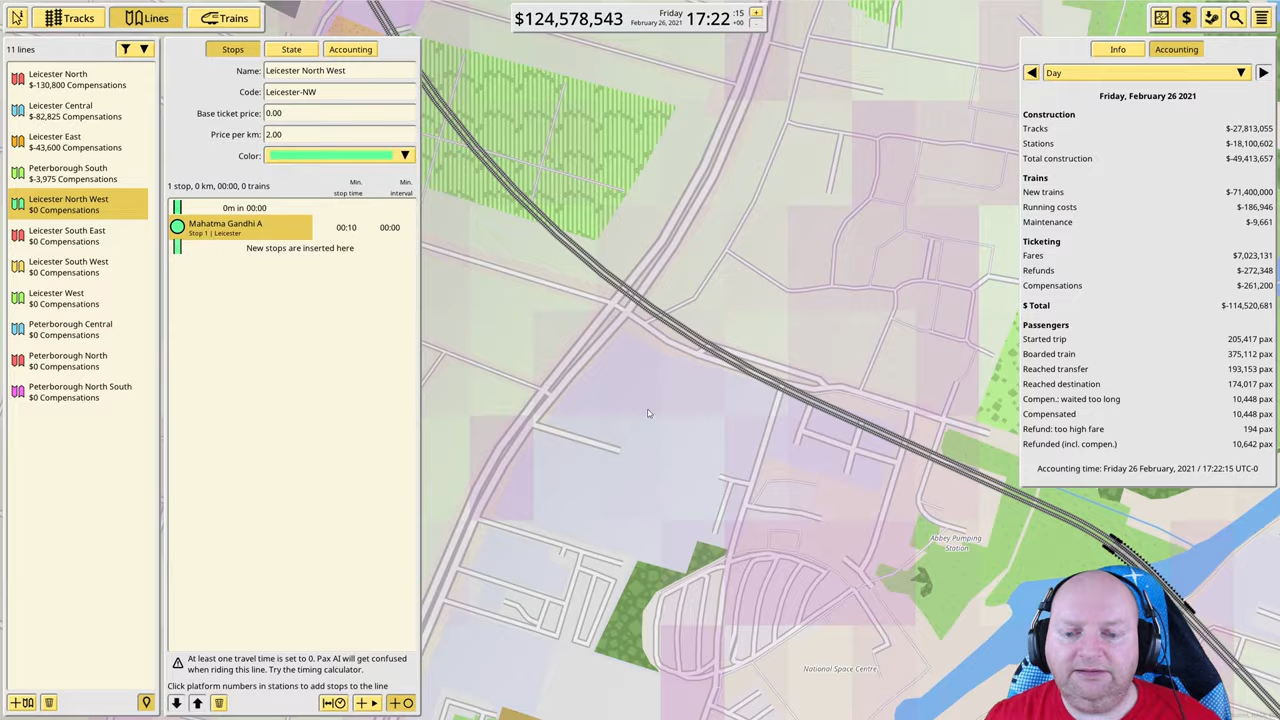 Tracks
Lines
Trains
$124,578,543
Friday
February 26, 2021
17:22
:15
+00
11 lines
Leicester North
$-130,800 Compensations
Leicester Central
$-82,825 Compensations
Leicester East
$-43,600 Compensations
Peterborough South
$-3,975 Compensations
Leicester North West
$0 Compensations
Leicester South East
$0 Compensations
Leicester South West
$0 Compensations
Leicester West
$0 Compensations
Peterborough Central
$0 Compensations
Peterborough North
$0 Compensations
Peterborough North South
$0 Compensations
Stops
State
Accounting
Name: Leicester North West
Code: Leicester-NW
Base ticket price: 0.00
Price per km: 2.00
Color:
1 stop, 0 km, 00:00, 0 trains
Min. stop time
Min. interval
0m in 00:00
Mahatma Gandhi A
Stop 1 | Leicester
00:10
00:00
New stops are inserted here
At least one travel time is set to 0. Pax AI will get confused
when riding this line. Try the timing calculator.
Click platform numbers in stations to add stops to the line
Abbey Pumping
Station
National Space Centre
Info
Accounting
Day
Friday, February 26 2021
Construction
Tracks $-27,813,055
Stations $-18,100,602
Total construction $-49,413,657
Trains
New trains $-71,400,000
Running costs $-186,946
Maintenance $-9,661
Ticketing
Fares $7,023,131
Refunds $-272,348
Compensations $-261,200
$ Total $-114,520,681
Passengers
Started trip 205,417 pax
Boarded train 375,112 pax
Reached transfer 193,153 pax
Reached destination 174,017 pax
Compen.: waited too long 10,448 pax
Compensated 10,448 pax
Refund: too high fare 194 pax
Refunded (incl. compen.) 10,642 pax
Accounting time: Friday 26 February, 2021 / 17:22:15 UTC-0